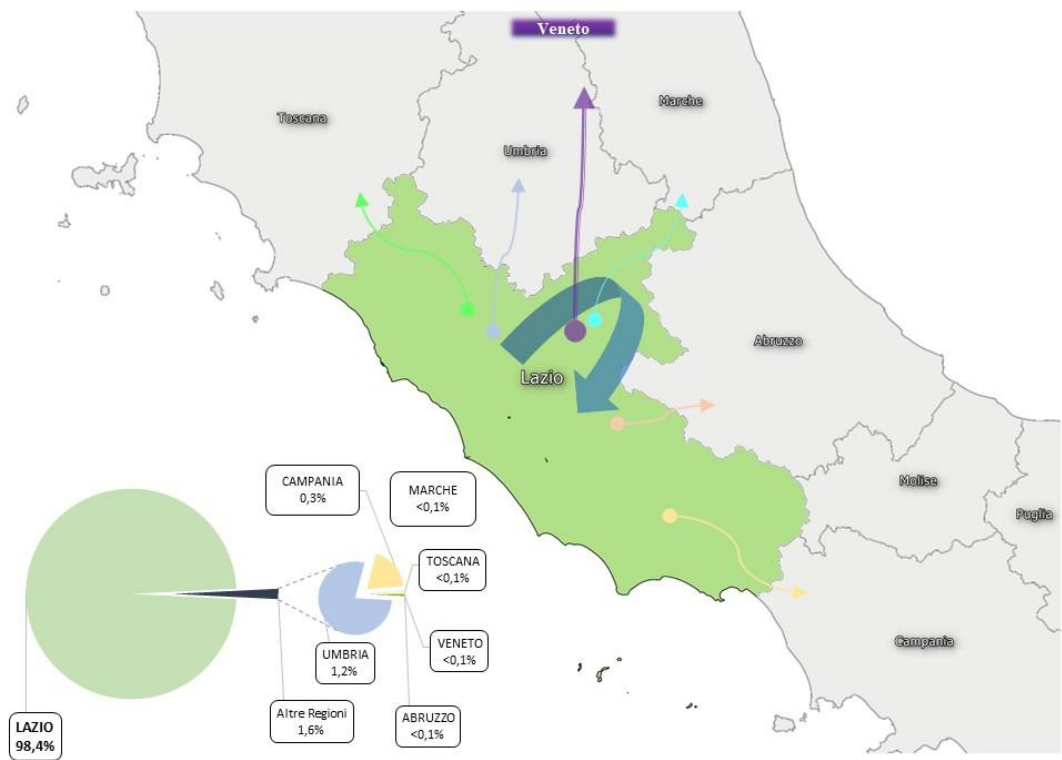 Veneto
Toscana
Marche
Umbria
Abruzzo
Lazio
Molise
Puglia
Campania
CAMPANIA
0,3%
MARCHE
<0,1%
TOSCANA
<0,1%
VENETO
<0,1%
UMBRIA
1,2%
Altre Regioni
1,6%
ABRUZZO
<0,1%
LAZIO
98,4%